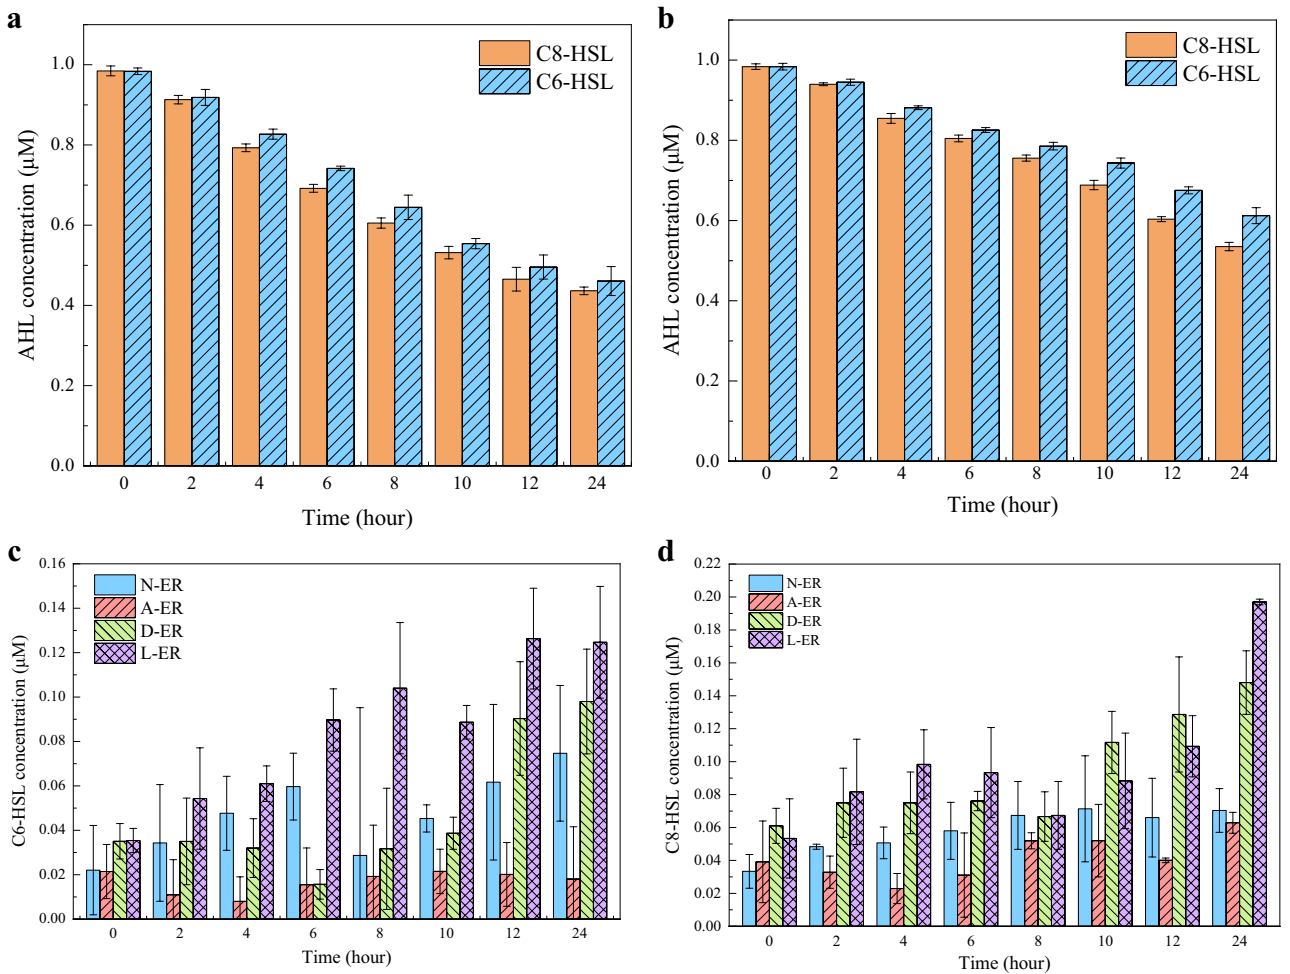 a
C8-HSL
C6-HSL
1.0
0.8
0.6
0.4
0.2
0.0
AHL concentration (μM)
0 2 4 6 8 10 12 24
Time (hour)
b
C8-HSL
C6-HSL
1.0
0.8
0.6
0.4
0.2
0.0
AHL concentration (μM)
0 2 4 6 8 10 12 24
Time (hour)
c
N-ER
A-ER
D-ER
L-ER
0.16
0.14
0.12
0.10
0.08
0.06
0.04
0.02
0.00
C6-HSL concentration (μM)
0 2 4 6 8 10 12 24
Time (hour)
d
N-ER
A-ER
D-ER
L-ER
0.22
0.20
0.18
0.16
0.14
0.12
0.10
0.08
0.06
0.04
0.02
0.00
C8-HSL concentration (μM)
0 2 4 6 8 10 12 24
Time (hour)